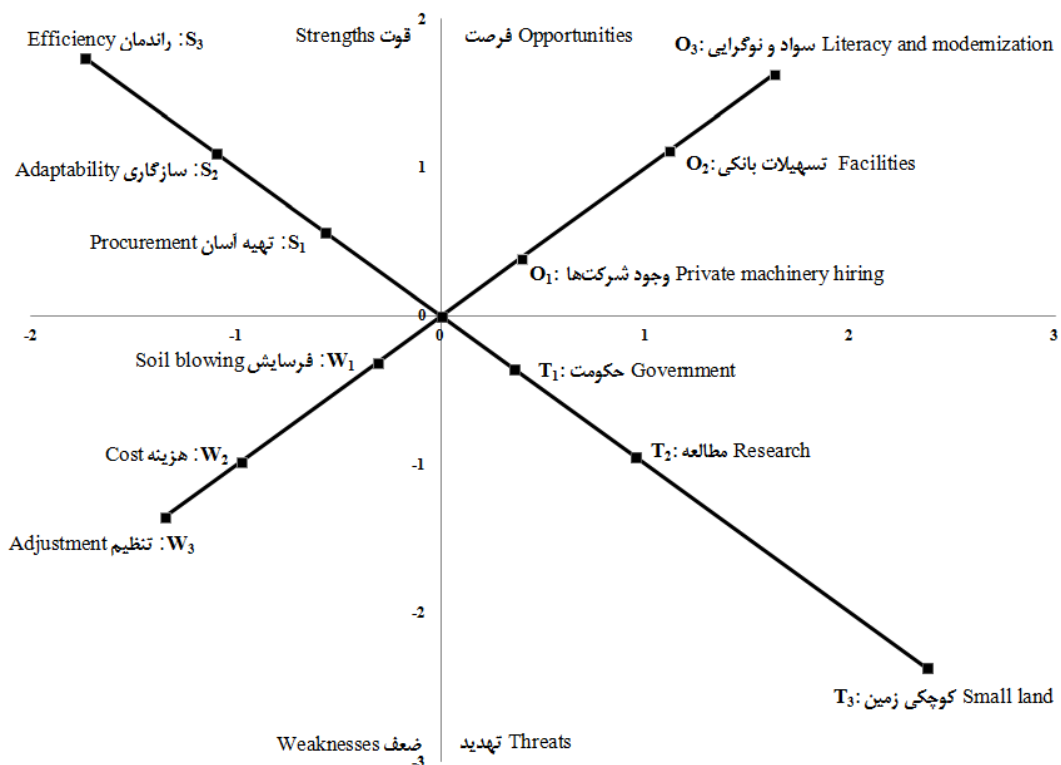 2
Efficiency راندمان :S3
Strengths قوت
فرصت Opportunities
O3: سواد و نوگرایی Literacy and modernization
Adaptability سازگاری :S2
1
O2: تسهیلات بانکی Facilities
Procurement تهیه آسان :S1
O1: وجود شرکت‌ها Private machinery hiring
0
-2 -1 0 1 2 3
Soil blowing فرسایش :W1
T1: حکومت Government
Cost هزینه :W2
-1
T2: مطالعه Research
Adjustment تنظیم :W3
-2
T3: کوچکی زمین Small land
Weaknesses ضعف
تهدید Threats
-3